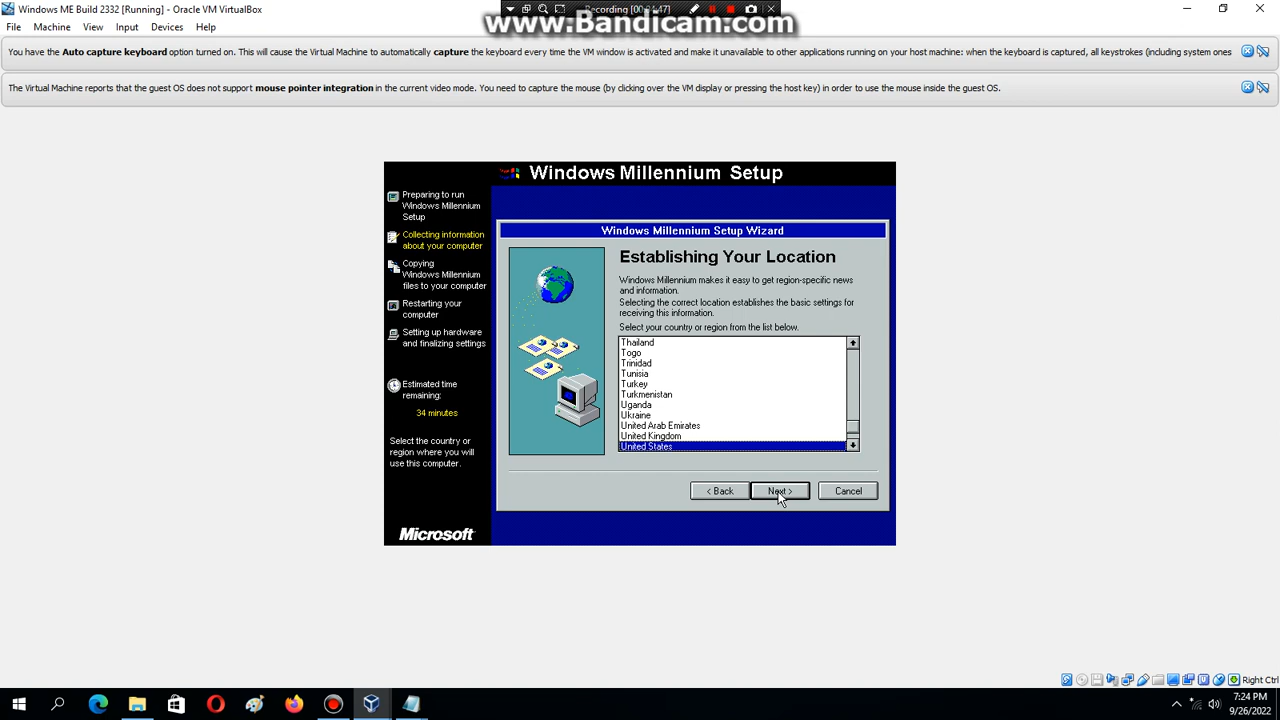 Windows ME Build 2332 [Running] - Oracle VM VirtualBox
www.Bandicam.com
File Machine View Input Devices Help
You have the Auto capture keyboard option turned on. This will cause the Virtual Machine to automatically capture the keyboard every time the VM window is activated and make it unavailable to other applications running on your host machine: when the keyboard is captured, all keystrokes (including system ones
The Virtual Machine reports that the guest OS does not support mouse pointer integration in the current video mode. You need to capture the mouse (by clicking over the VM display or pressing the host key) in order to use the mouse inside the guest OS.
Windows Millennium Setup
Preparing to run
Windows Millennium
Setup
Collecting information
about your computer
Copying
Windows Millennium
files to your computer
Restarting your
computer
Setting up hardware
and finalizing settings
Estimated time
remaining:
34 minutes
Select the country or
region where you will
use this computer.
Microsoft
Windows Millennium Setup Wizard
Establishing Your Location
Windows Millennium makes it easy to get region-specific news
and information.
Selecting the correct location establishes the basic settings for
receiving this information.
Select your country or region from the list below.
Thailand
Togo
Trinidad
Tunisia
Turkey
Turkmenistan
Uganda
Ukraine
United Arab Emirates
United Kingdom
United States
< Back Next > Cancel
Right Ctrl
7:24 PM
9/26/2022